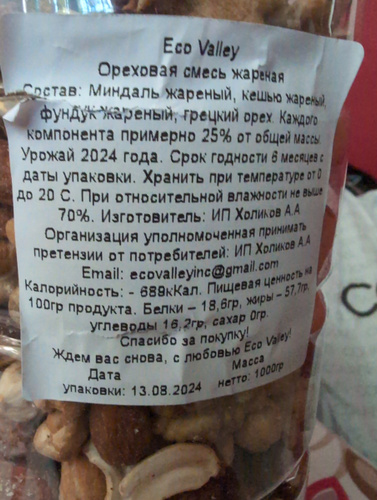 Eco Valley
Ореховая смесь жареная
Состав: Миндаль жареный, кешью жареный,
фундук жареный, грецкий орех. Каждого
компонента примерно 25% от общей массы.
Урожай 2024 года. Срок годности 6 месяцев с
даты упаковки. Хранить при температуре от 0
до 20 С. При относительной влажности не выше
70%. Изготовитель: ИП Холиков А.А
Организация уполномоченная принимать
претензии от потребителей: ИП Холиков А.А
Email: ecovalleyinc@gmail.com
Калорийность: - 689кКал. Пищевая ценность на
100гр продукта. Белки – 18,6гр, жиры – 57,7гр,
углеводы 16,2гр, сахар 0гр.
Спасибо за покупку!
Ждем вас снова, с любовью Eco Valley!
Дата
упаковки: 13.08.2024
Масса
нетто: 1000гр